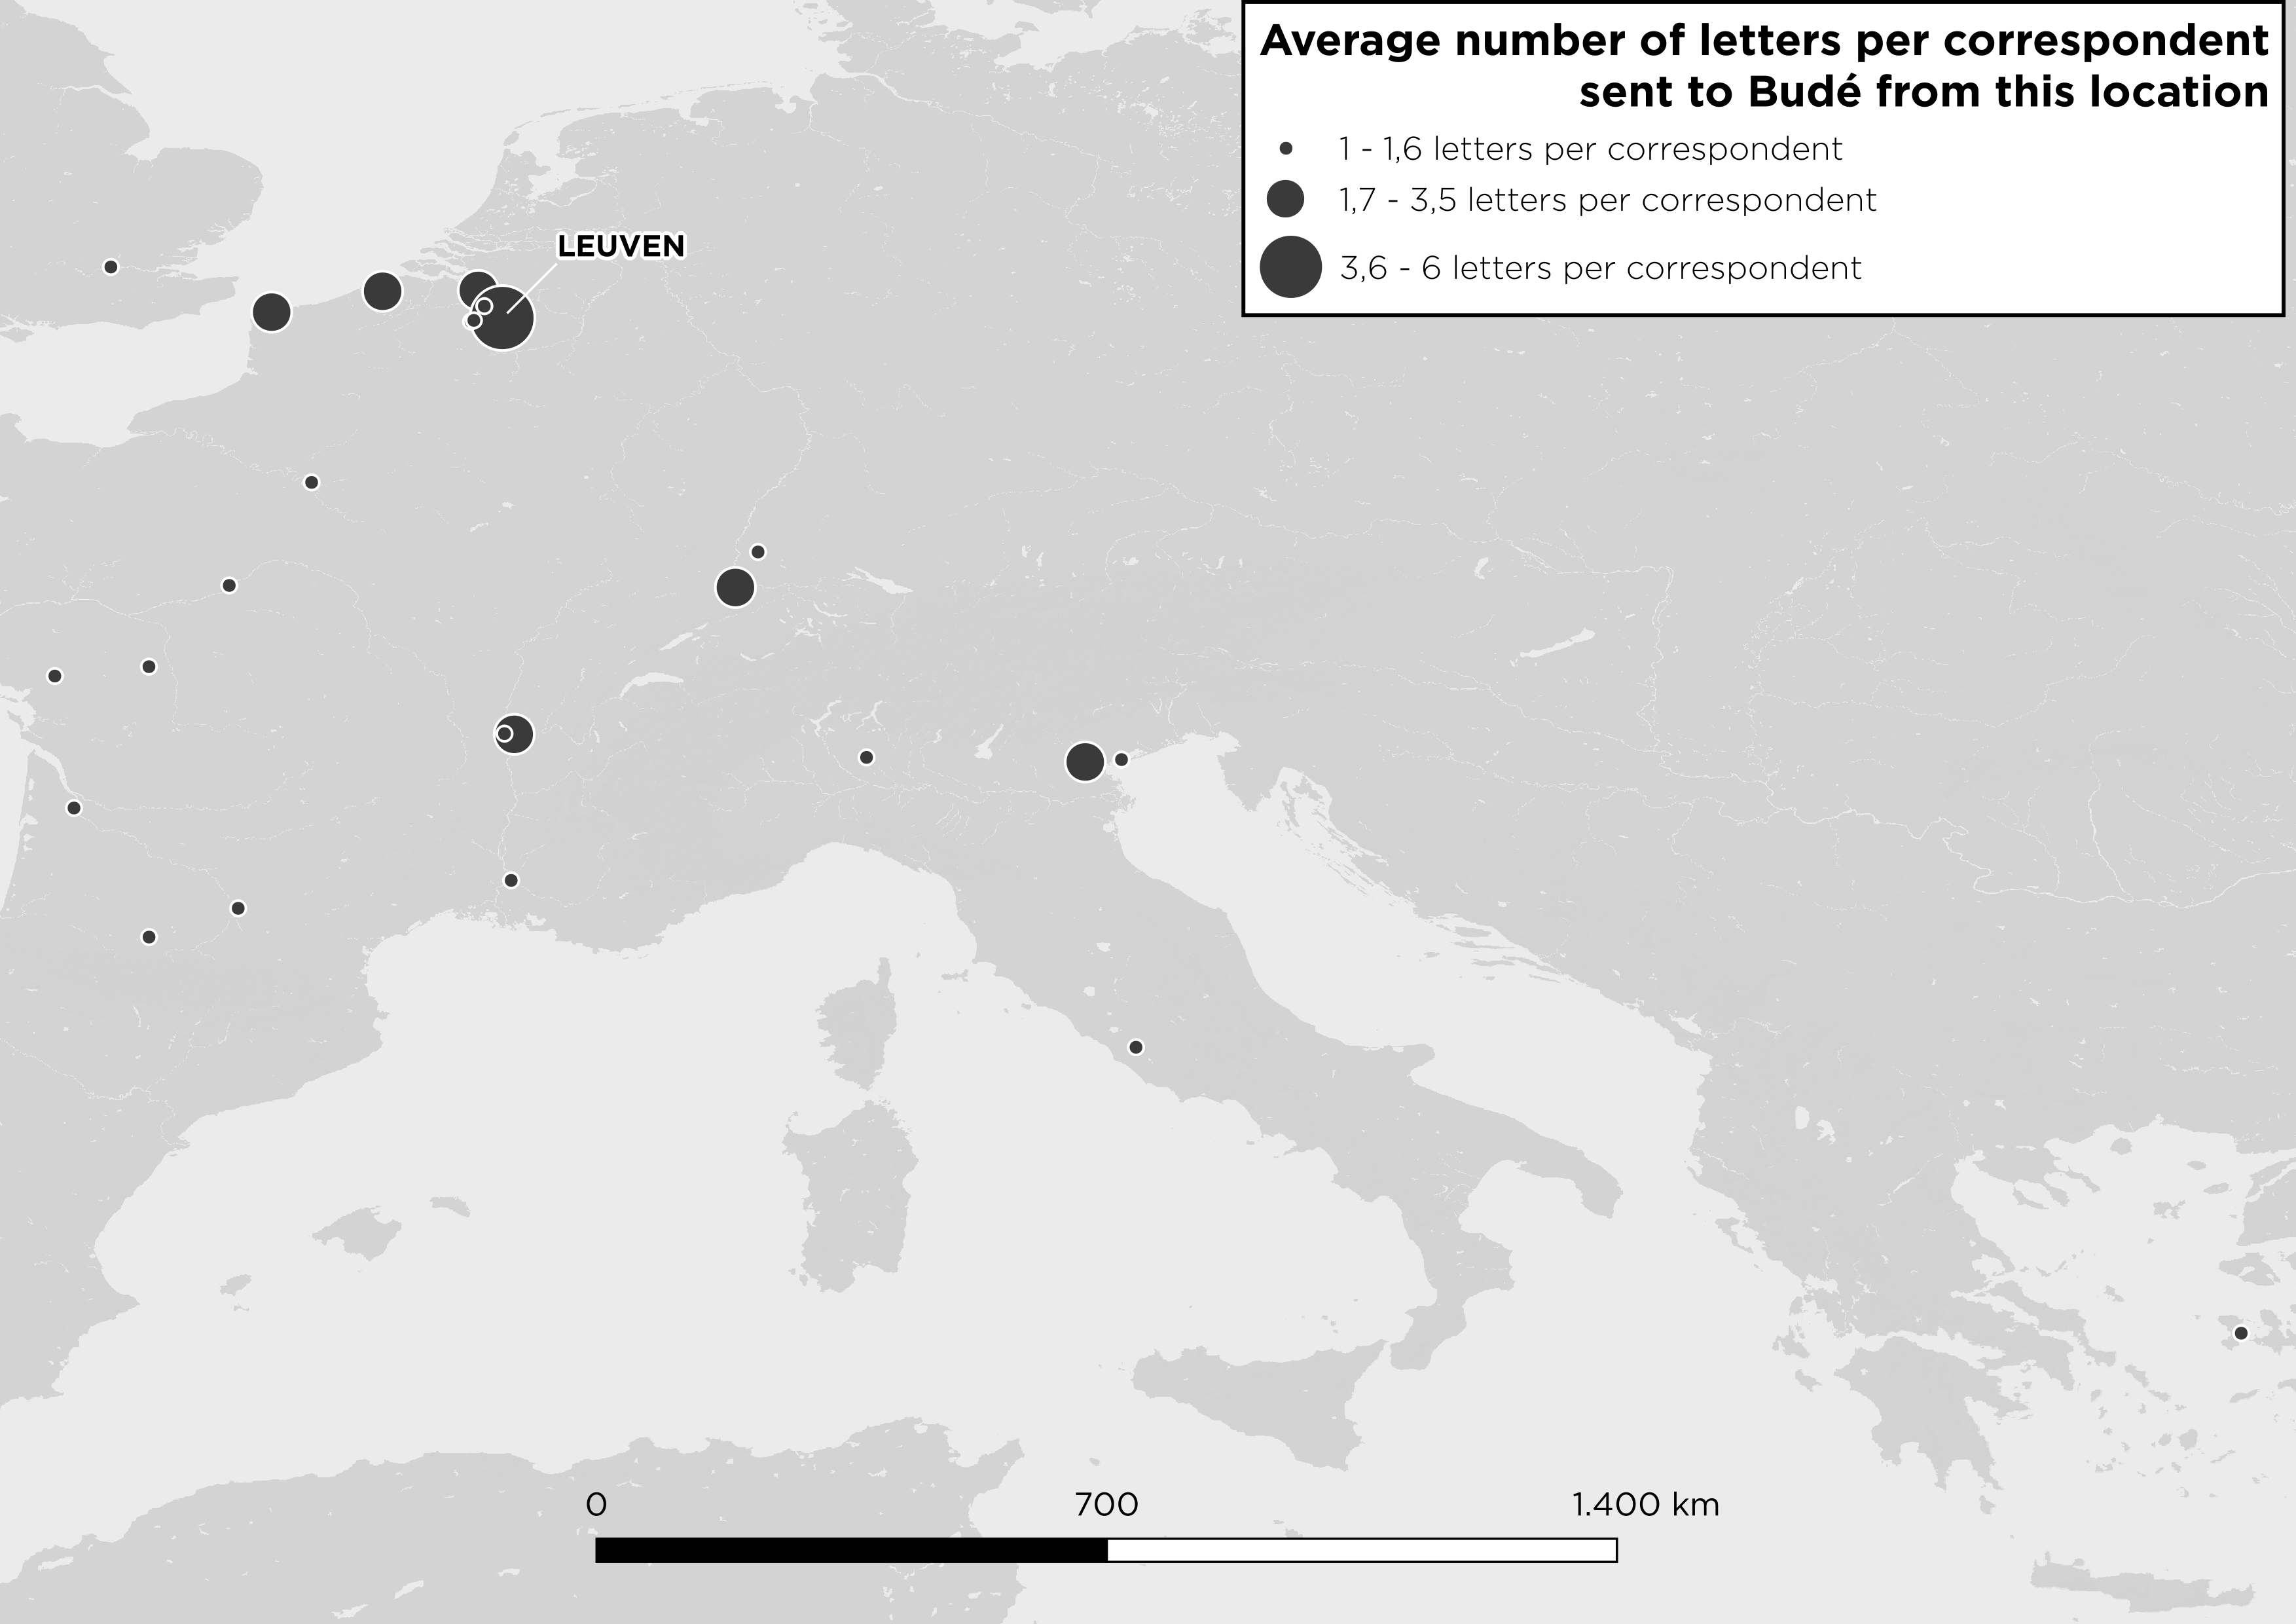 Average number of letters per correspondent
sent to Budé from this location
1 - 1,6 letters per correspondent
1,7 - 3,5 letters per correspondent
3,6 - 6 letters per correspondent
LEUVEN
0 700 1.400 km